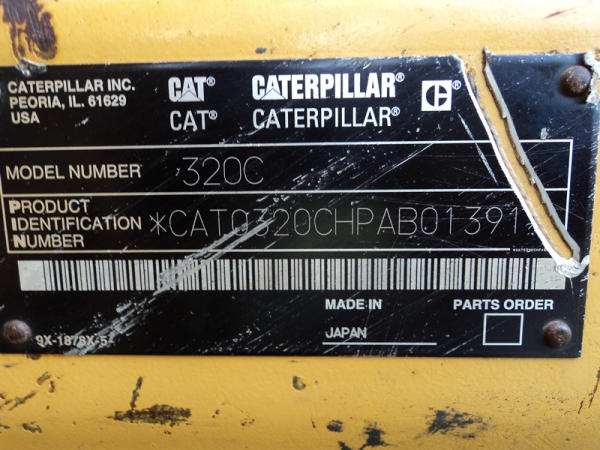 CATERPILLAR INC.
PEORIA, IL. 61629
USA
CAT® CATERPILLAR® C
CAT® CATERPILLAR®
MODEL NUMBER 320C
PRODUCT
IDENTIFICATION
NUMBER
*CAT0320CHPAB01391*
MADE IN
JAPAN
PARTS ORDER